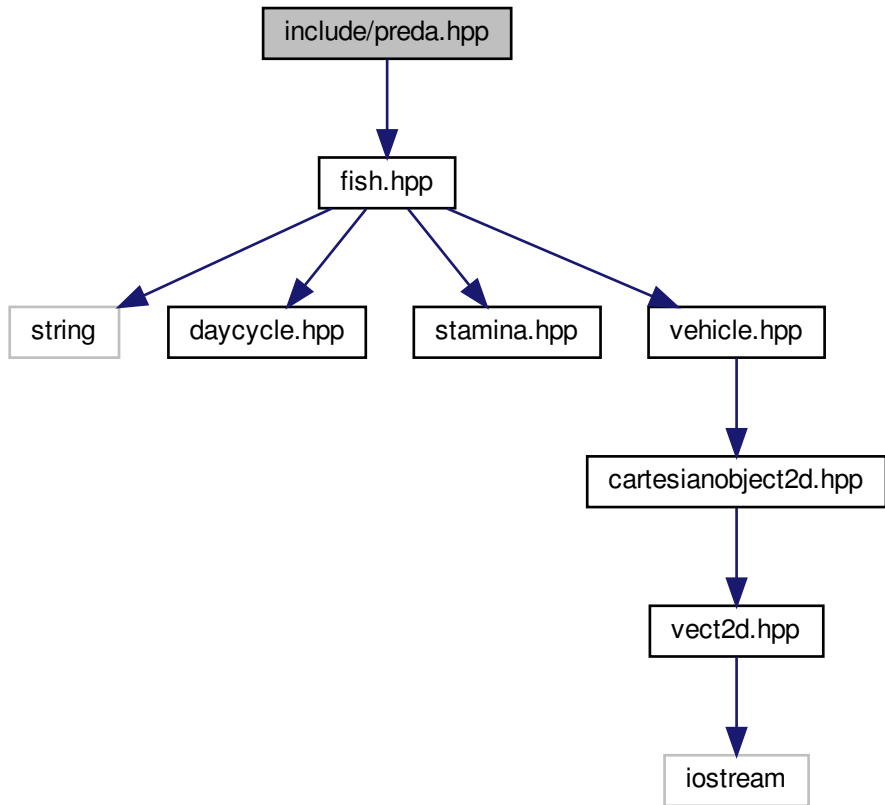 include/preda.hpp
fish.hpp
string
daycycle.hpp
stamina.hpp
vehicle.hpp
cartesianobject2d.hpp
vect2d.hpp
iostream